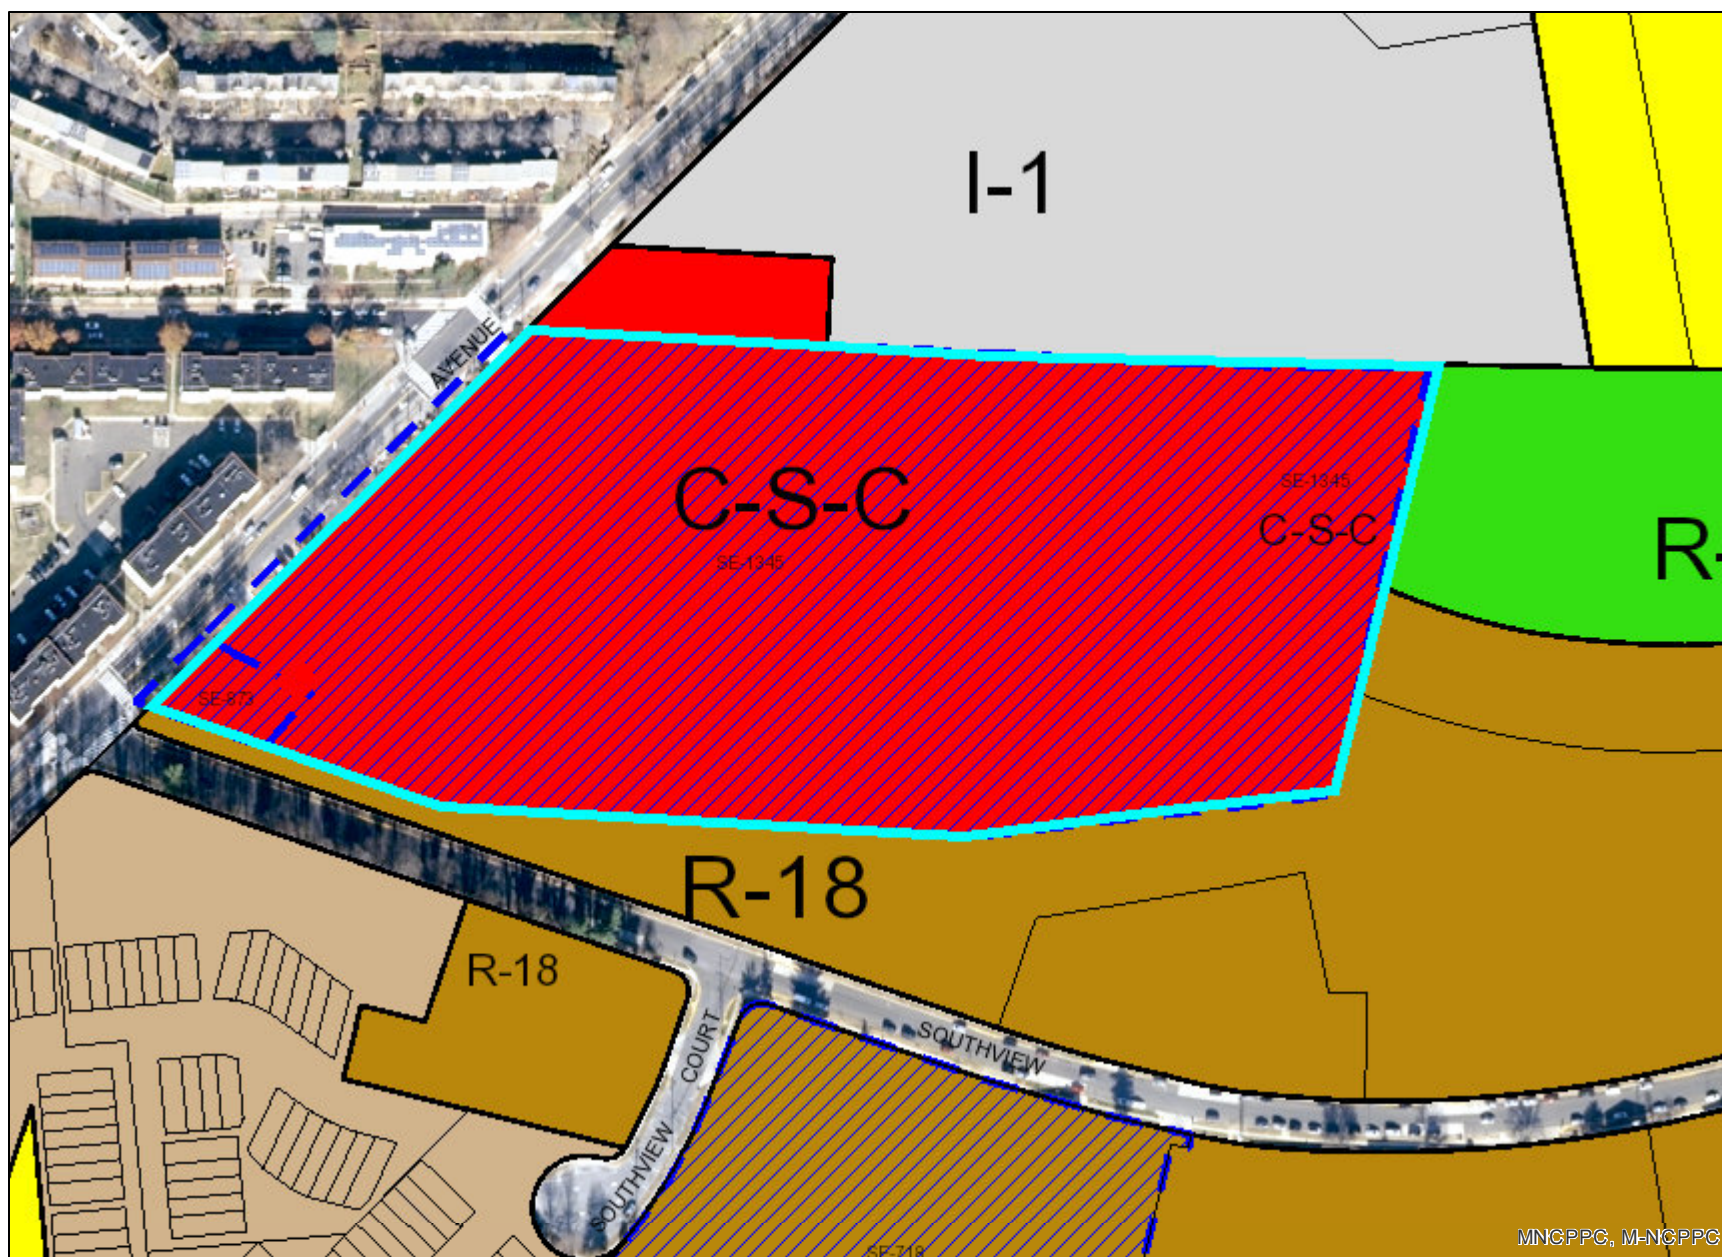 I-1
AVENUE
C-S-C
SE-1345
C-S-C
SE-1345
R-
SE-873
R-18
R-18
SOUTHVIEW
COURT
SOUTHVIEW
SE-718
MNCPPC, M-NCPPC